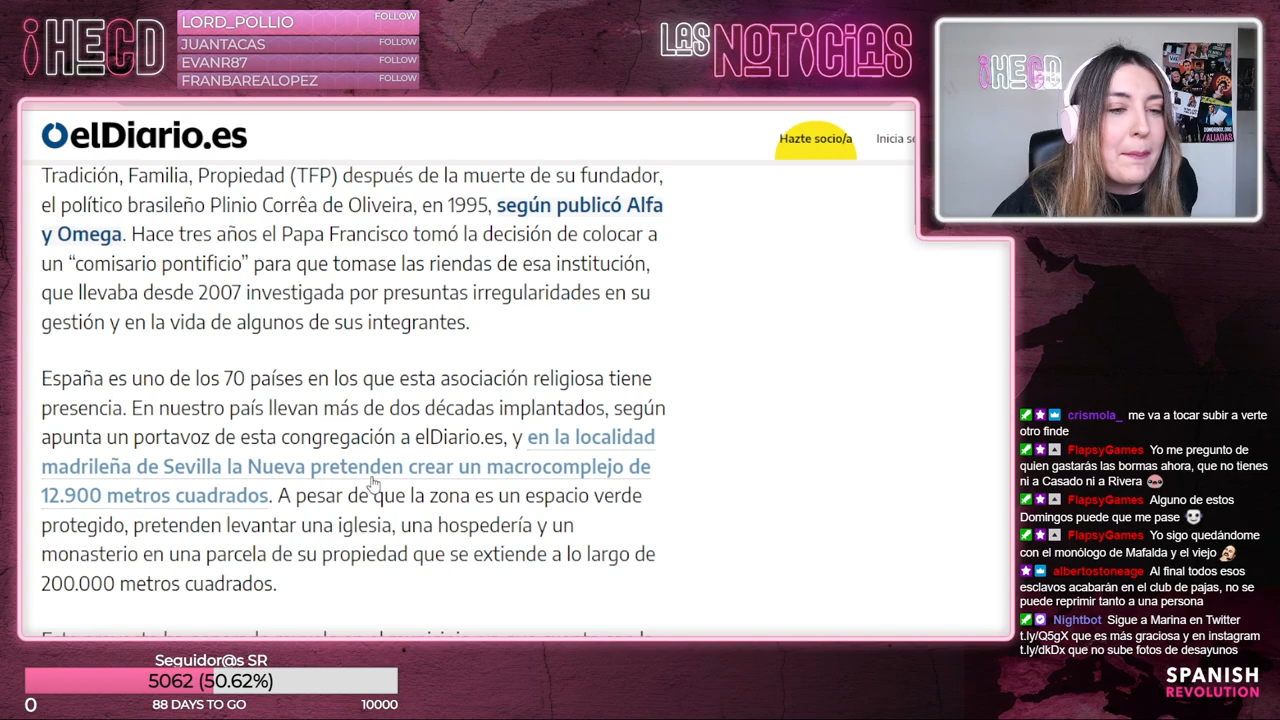 ¡HECD
LORD_POLLIO FOLLOW
JUANTACAS FOLLOW
EVANR87 FOLLOW
FRANBAREALOPEZ FOLLOW
LAS NOTICIAS
¡HECD
DONORBOX.ORG
/ALIADAS
elDiario.es
Hazte socio/a Inicia se
Tradición, Familia, Propiedad (TFP) después de la muerte de su fundador,
el político brasileño Plinio Corrêa de Oliveira, en 1995, según publicó Alfa
y Omega. Hace tres años el Papa Francisco tomó la decisión de colocar a
un “comisario pontificio” para que tomase las riendas de esa institución,
que llevaba desde 2007 investigada por presuntas irregularidades en su
gestión y en la vida de algunos de sus integrantes.
España es uno de los 70 países en los que esta asociación religiosa tiene
presencia. En nuestro país llevan más de dos décadas implantados, según
apunta un portavoz de esta congregación a elDiario.es, y en la localidad
madrileña de Sevilla la Nueva pretenden crear un macrocomplejo de
12.900 metros cuadrados. A pesar de que la zona es un espacio verde
protegido, pretenden levantar una iglesia, una hospedería y un
monasterio en una parcela de su propiedad que se extiende a lo largo de
200.000 metros cuadrados.
crismola_ me va a tocar subir a verte
otro finde
FlapsyGames Yo me pregunto de
quien gastarás las bormas ahora, que no tienes
ni a Casado ni a Rivera
FlapsyGames Alguno de estos
Domingos puede que me pase
FlapsyGames Yo sigo quedándome
con el monólogo de Mafalda y el viejo
albertostoneage Al final todos esos
esclavos acabarán en el club de pajas, no se
puede reprimir tanto a una persona
Nightbot Sigue a Marina en Twitter
t.ly/Q5gX que es más graciosa y en instagram
t.ly/dkDx que no sube fotos de desayunos
Seguidor@s SR
5062 (50.62%)
0 88 DAYS TO GO 10000
SPANISH
REVOLUTION